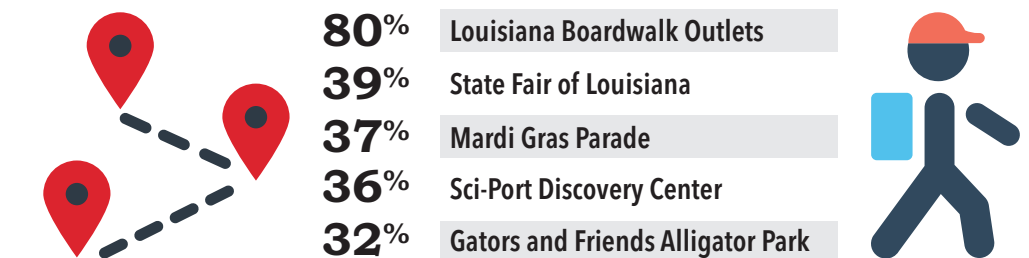 80% Louisiana Boardwalk Outlets
39% State Fair of Louisiana
37% Mardi Gras Parade
36% Sci-Port Discovery Center
32% Gators and Friends Alligator Park